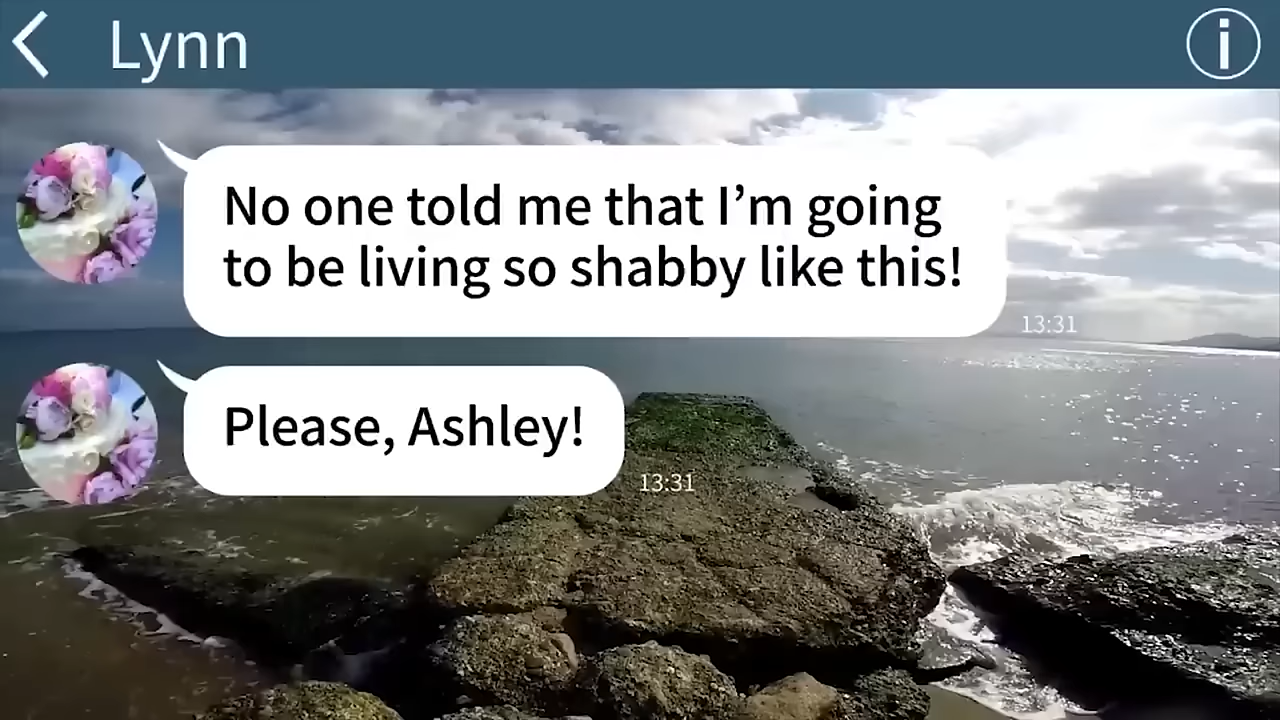 Lynn
No one told me that I’m going
to be living so shabby like this!
13:31
Please, Ashley!
13:31